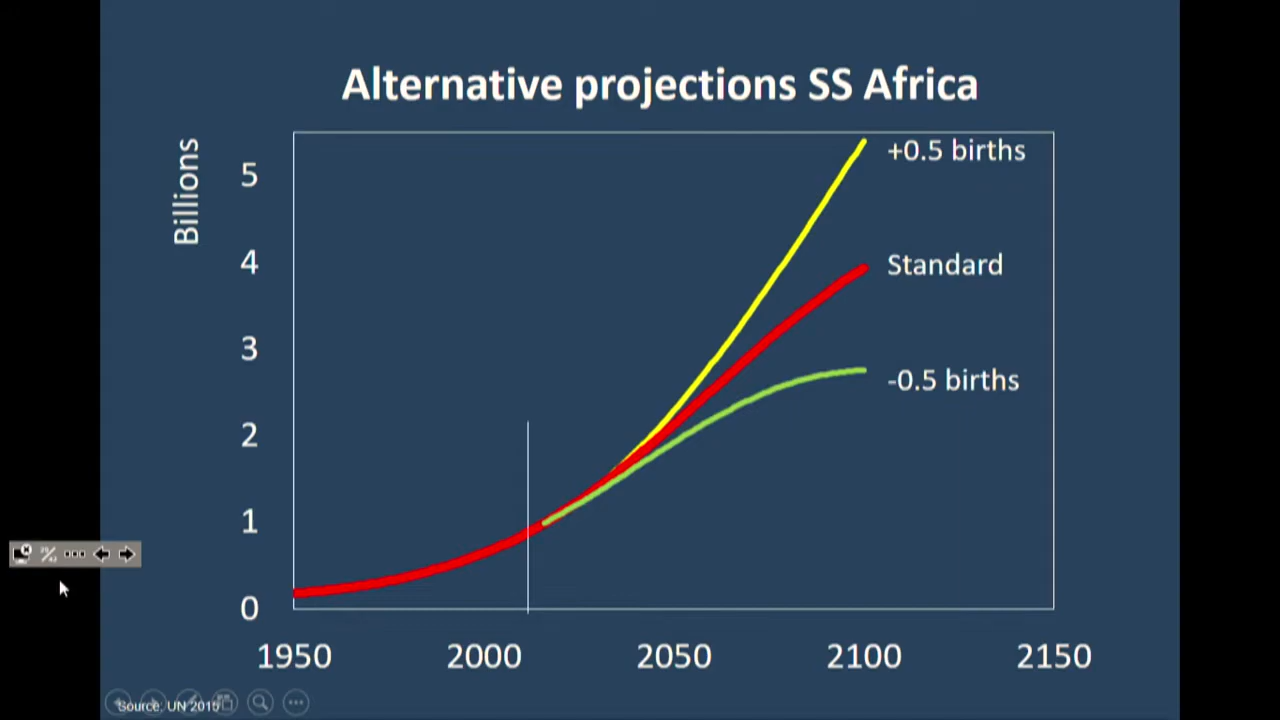 Alternative projections SS Africa
Billions
5
4
3
2
1
0
+0.5 births
Standard
-0.5 births
1950 2000 2050 2100 2150
Source: UN 2015